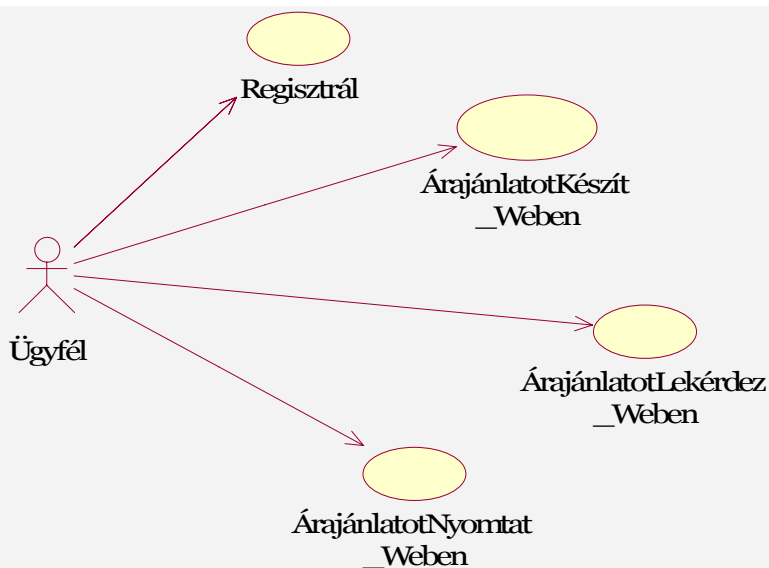 Regisztrál
ÁrajánlatotKészít
_Weben
Ügyfél
ÁrajánlatotLekérdez
_Weben
ÁrajánlatotNyomtat
_Weben